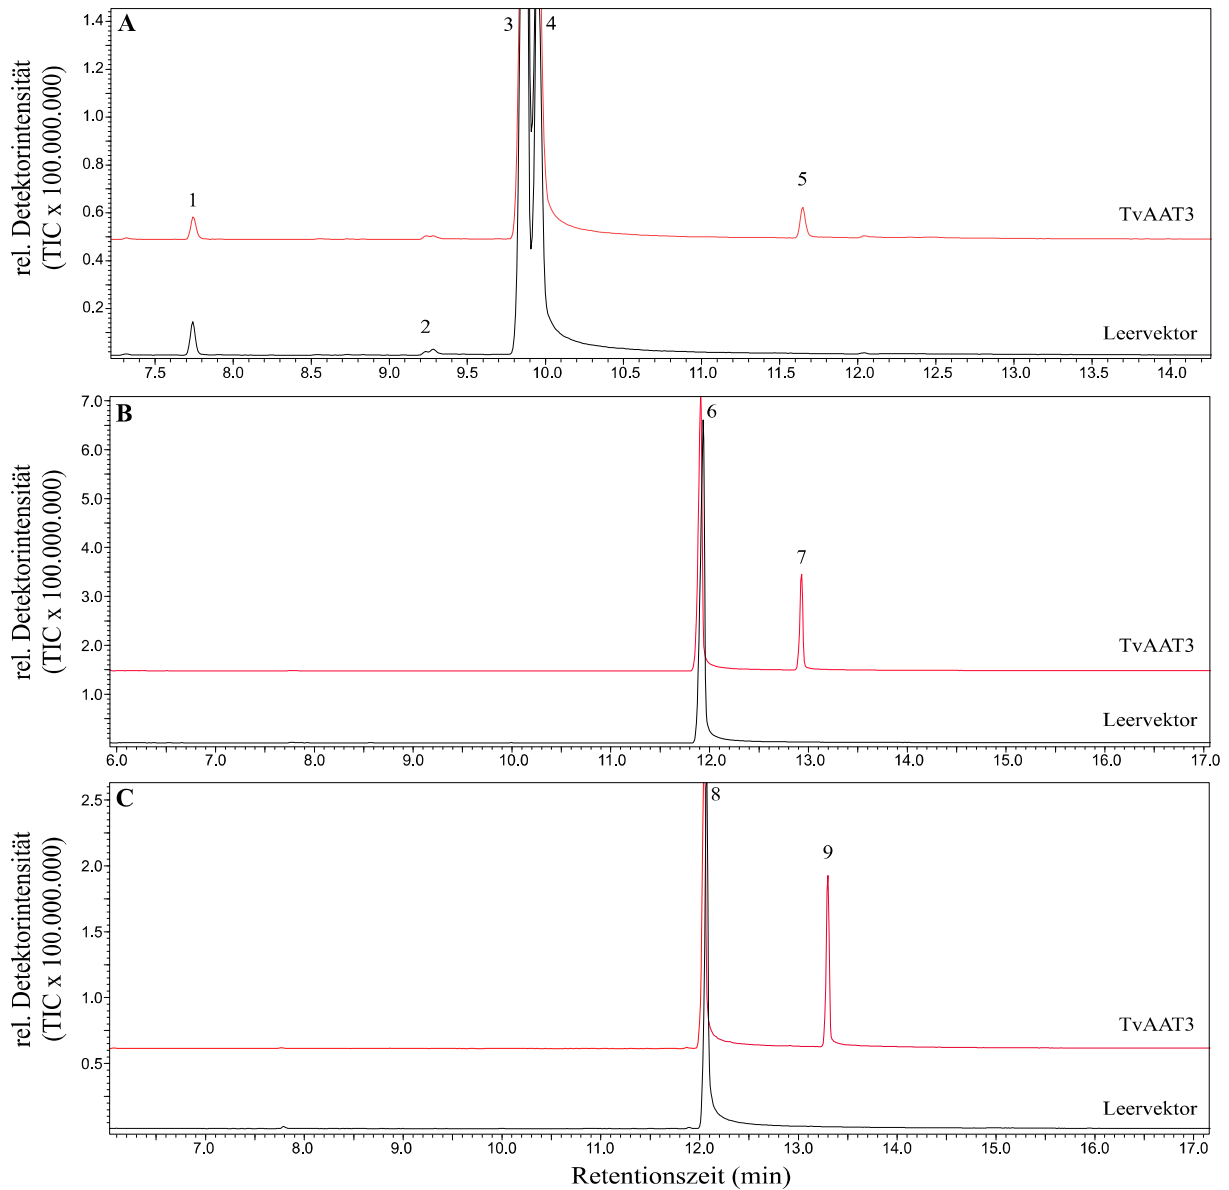 A
rel. Detektorintensität
(TIC x 100.000.000)
1.4
1.2
1.0
0.8
0.6
0.4
0.2
1
2
3
4
5
TvAAT3
Leervektor
7.5 8.0 8.5 9.0 9.5 10.0 10.5 11.0 11.5 12.0 12.5 13.0 13.5 14.0
B
rel. Detektorintensität
(TIC x 100.000.000)
7.0
6.0
5.0
4.0
3.0
2.0
1.0
6
7
TvAAT3
Leervektor
6.0 7.0 8.0 9.0 10.0 11.0 12.0 13.0 14.0 15.0 16.0 17.0
C
rel. Detektorintensität
(TIC x 100.000.000)
2.5
2.0
1.5
1.0
0.5
8
9
TvAAT3
Leervektor
7.0 8.0 9.0 10.0 11.0 12.0 13.0 14.0 15.0 16.0 17.0
Retentionszeit (min)